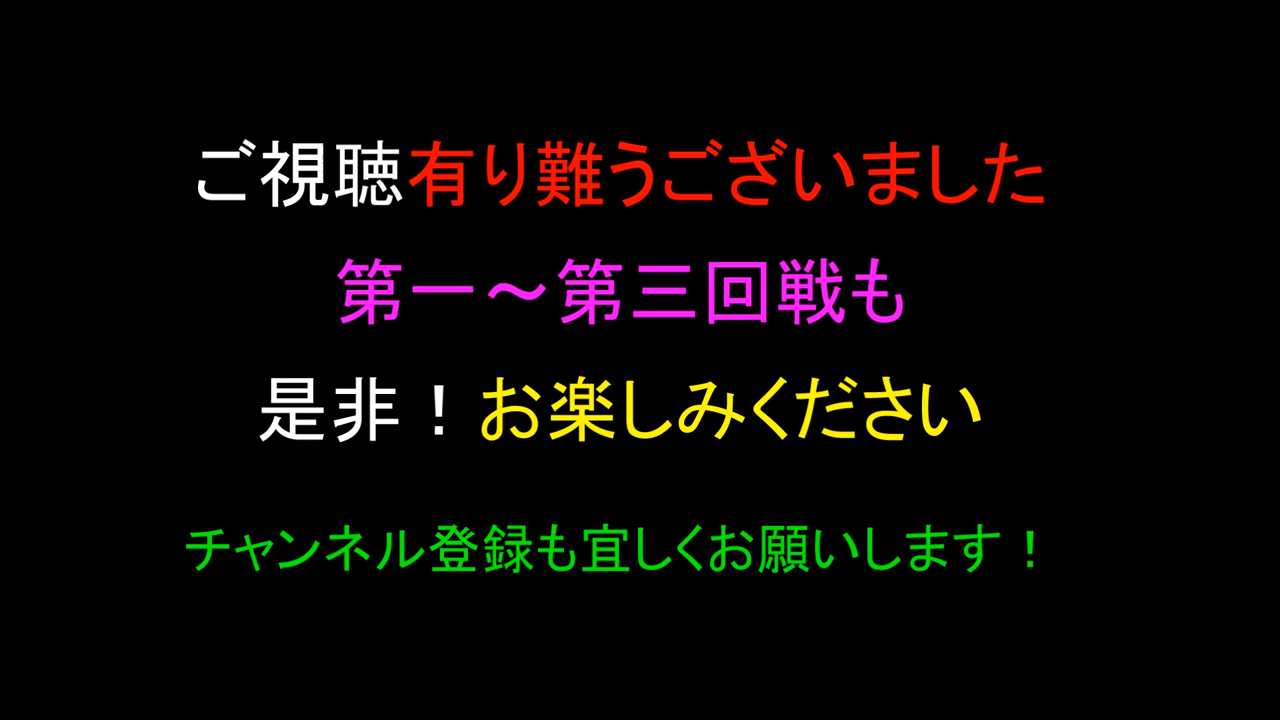 ご視聴有り難うございました
第一～第三回戦も
是非！お楽しみください
チャンネル登録も宜しくお願いします！